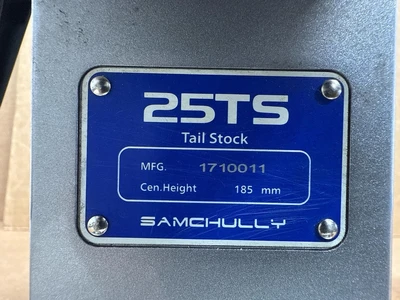 25TS
Tail Stock
MFG. 1710011
Cen.Height 185 mm
SAMCHULLY